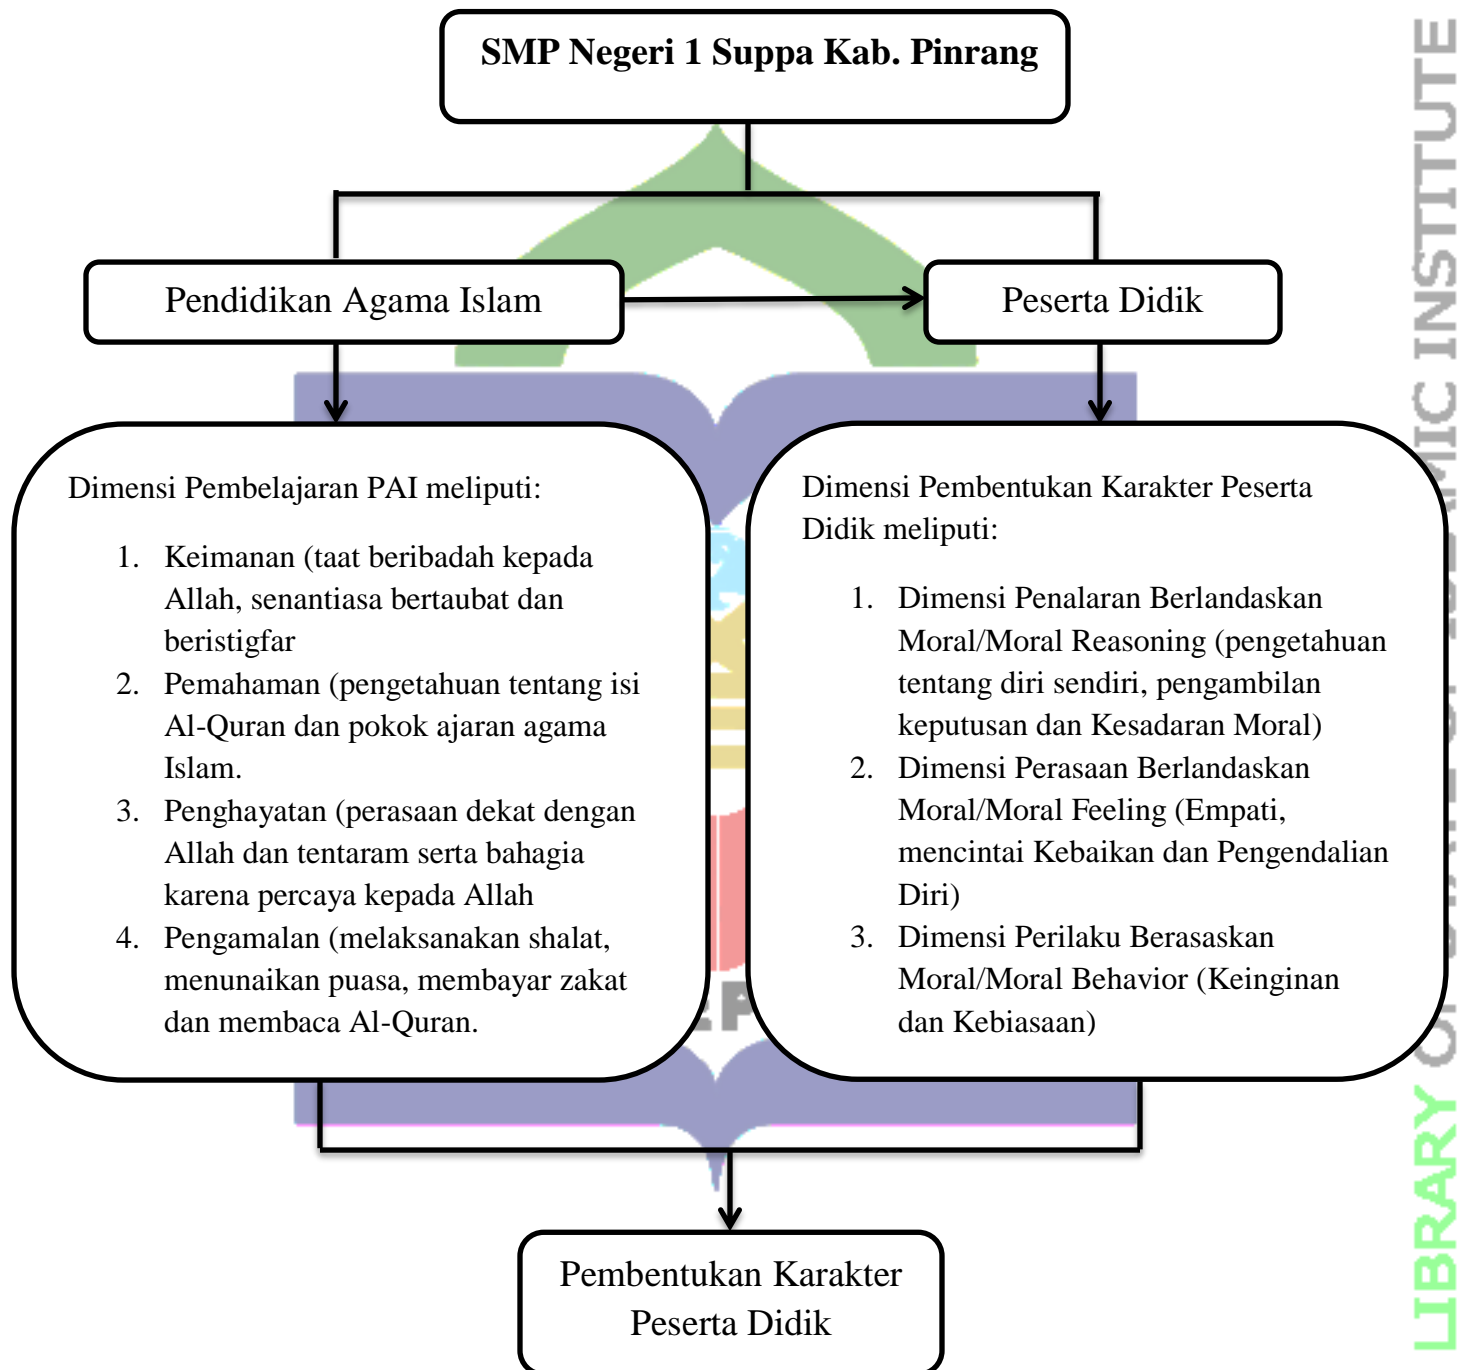 SMP Negeri 1 Suppa Kab. Pinrang
Pendidikan Agama Islam
Peserta Didik
Dimensi Pembelajaran PAI meliputi:
1. Keimanan (taat beribadah kepada
Allah, senantiasa bertaubat dan
beristigfar
2. Pemahaman (pengetahuan tentang isi
Al-Quran dan pokok ajaran agama
Islam.
3. Penghayatan (perasaan dekat dengan
Allah dan tentaram serta bahagia
karena percaya kepada Allah
4. Pengamalan (melaksanakan shalat,
menunaikan puasa, membayar zakat
dan membaca Al-Quran.
Dimensi Pembentukan Karakter Peserta
Didik meliputi:
1. Dimensi Penalaran Berlandaskan
Moral/Moral Reasoning (pengetahuan
tentang diri sendiri, pengambilan
keputusan dan Kesadaran Moral)
2. Dimensi Perasaan Berlandaskan
Moral/Moral Feeling (Empati,
mencintai Kebaikan dan Pengendalian
Diri)
3. Dimensi Perilaku Berasaskan
Moral/Moral Behavior (Keinginan
dan Kebiasaan)
Pembentukan Karakter
Peserta Didik
LIBRARY OF INSTITUTE